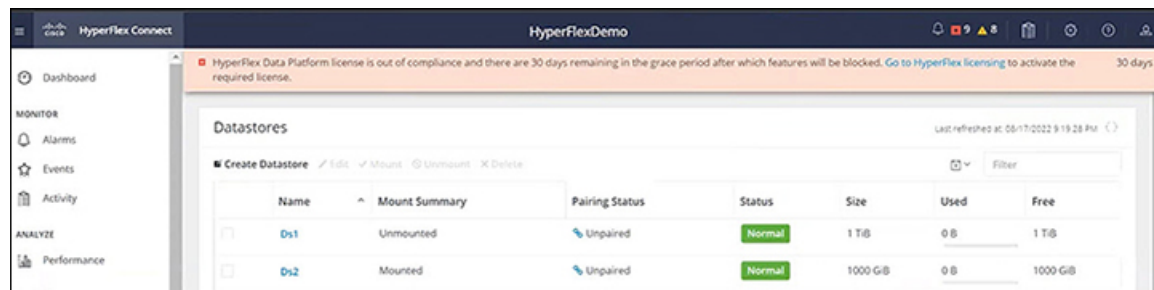 cisco HyperFlex Connect HyperFlexDemo 9 8
HyperFlex Data Platform license is out of compliance and there are 30 days remaining in the grace period after which features will be blocked. Go to HyperFlex licensing to activate the 30 days
required license.
Dashboard
MONITOR
Alarms
Events
Activity
ANALYZE
Performance
Datastores Last refreshed at: 08/17/2022 9:19:28 PM
Create Datastore Edit Mount Unmount Delete Filter
Name Mount Summary Pairing Status Status Size Used Free
Ds1 Unmounted Unpaired Normal 1 TiB 0 B 1 TiB
Ds2 Mounted Unpaired Normal 1000 GiB 0 B 1000 GiB